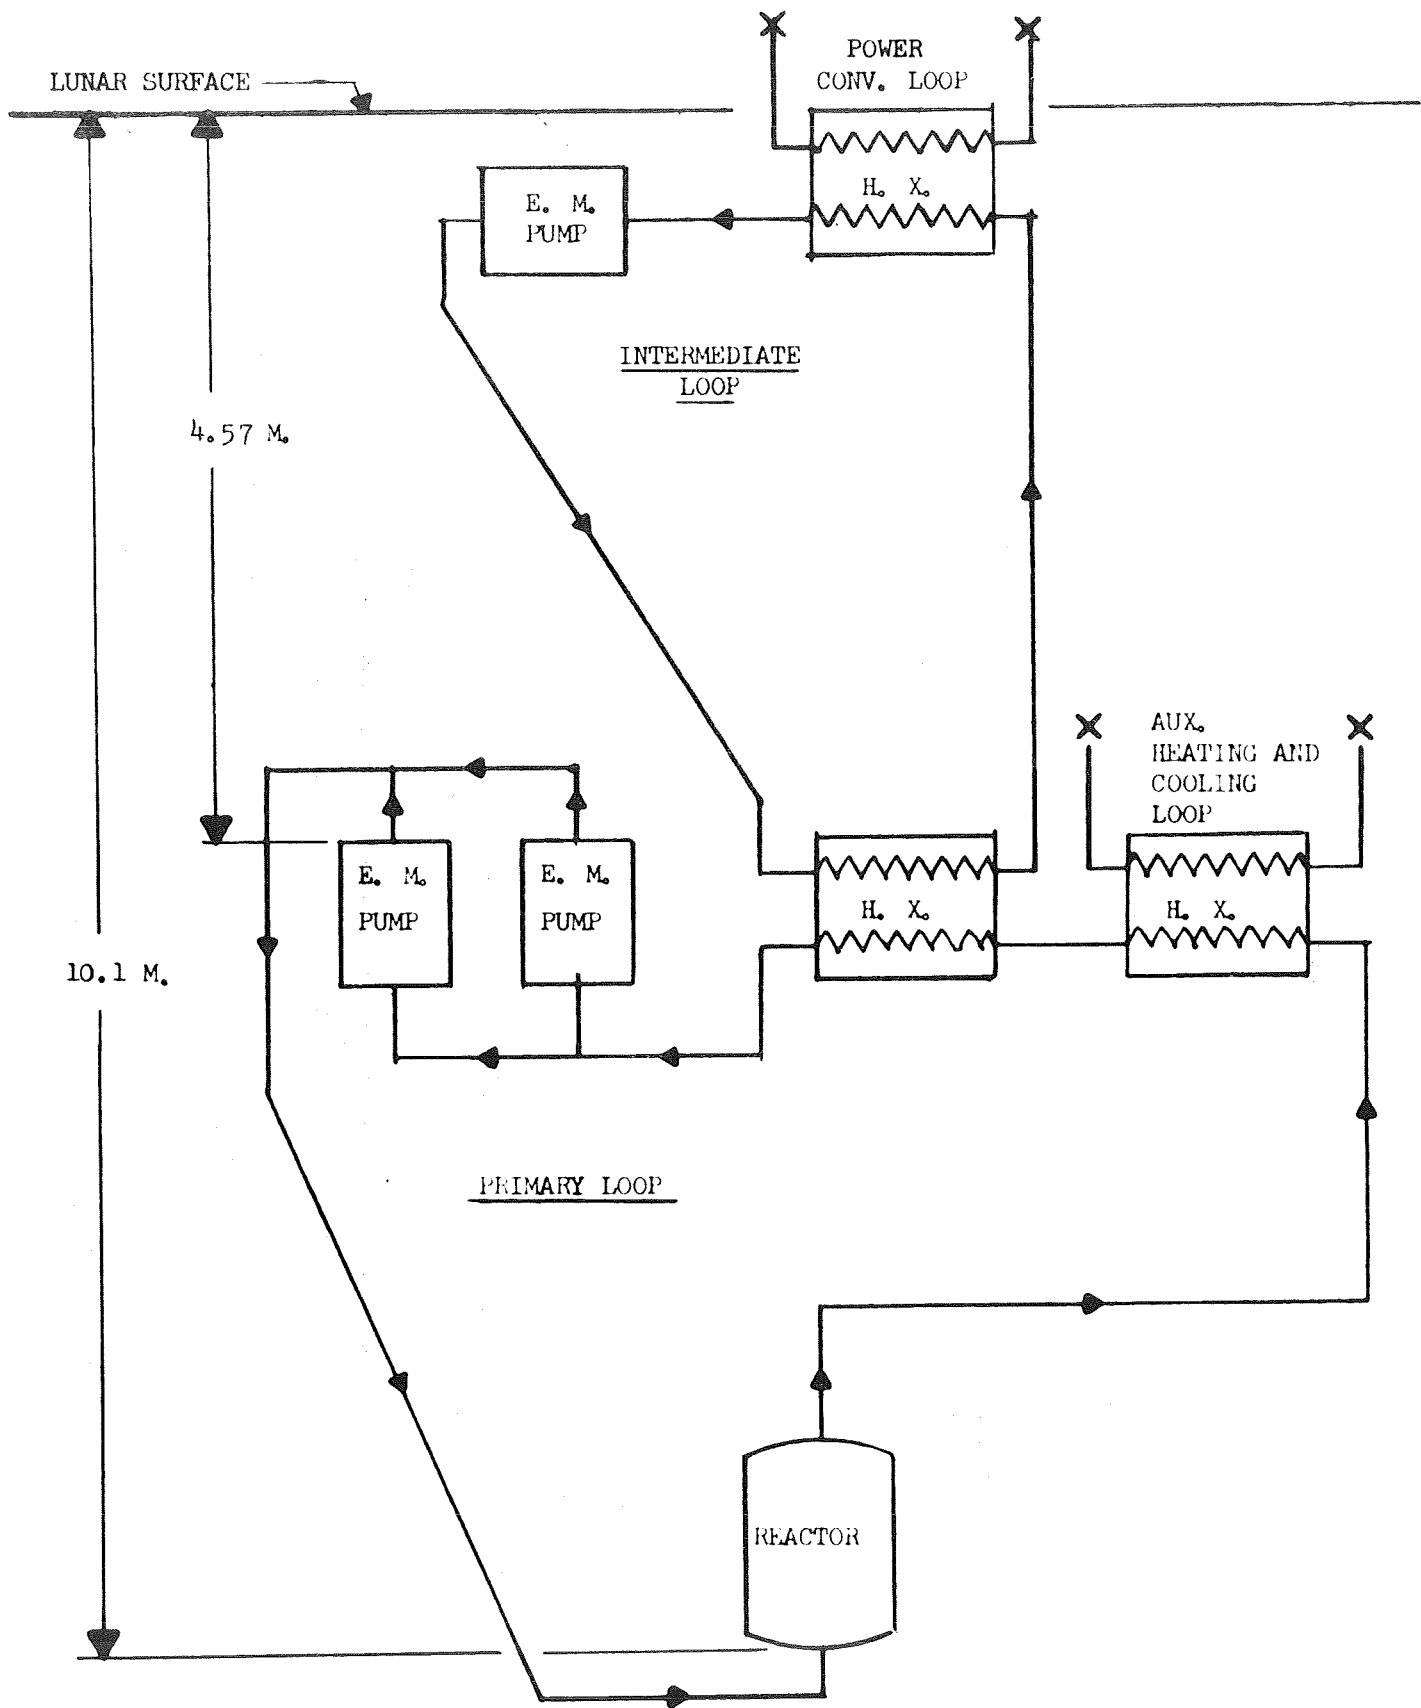 POWER
CONV. LOOP
LUNAR SURFACE
H. X.
E. M.
PUMP
INTERMEDIATE
LOOP
4.57 M.
AUX.
HEATING AND
COOLING
LOOP
E. M.
PUMP
E. M.
PUMP
H. X.
H. X.
10.1 M.
PRIMARY LOOP
REACTOR